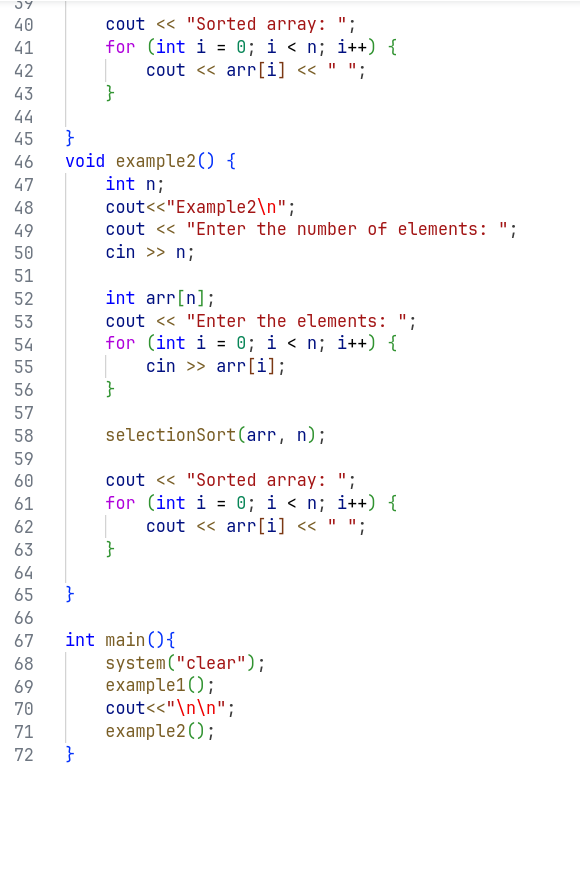 39
40     cout << "Sorted array: ";
41     for (int i = 0; i < n; i++) {
42         cout << arr[i] << " ";
43     }
44
45 }
46 void example2() {
47     int n;
48     cout<<"Example2\n";
49     cout << "Enter the number of elements: ";
50     cin >> n;
51
52     int arr[n];
53     cout << "Enter the elements: ";
54     for (int i = 0; i < n; i++) {
55         cin >> arr[i];
56     }
57
58     selectionSort(arr, n);
59
60     cout << "Sorted array: ";
61     for (int i = 0; i < n; i++) {
62         cout << arr[i] << " ";
63     }
64
65 }
66
67 int main(){
68     system("clear");
69     example1();
70     cout<<"\n\n";
71     example2();
72 }